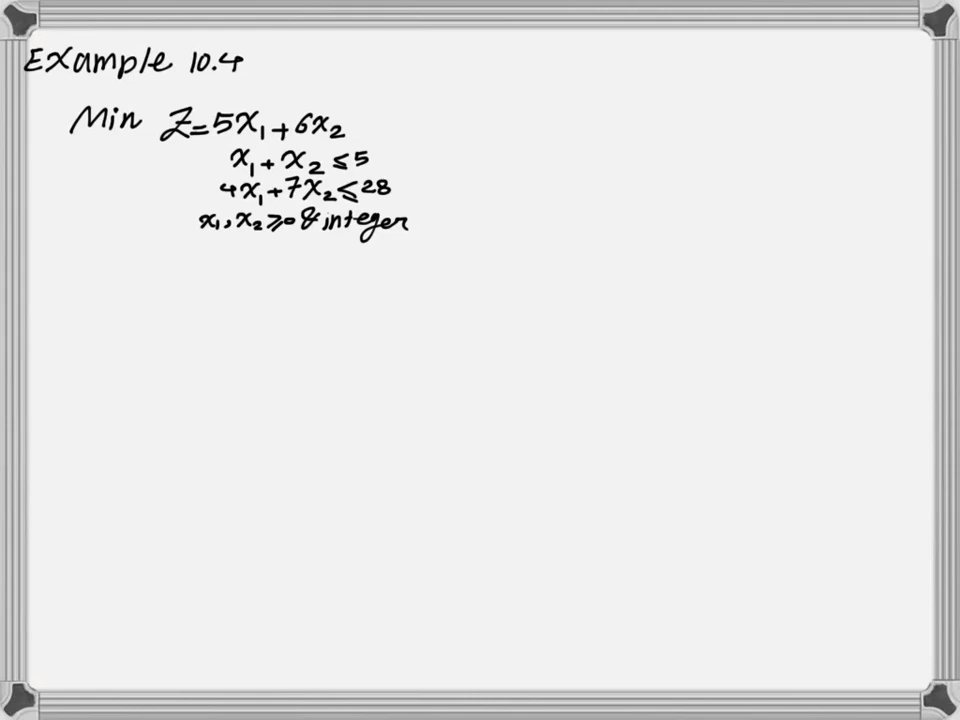 Example 10.4
Min Z=5x₁+6x₂
x₁+x₂≤5
4x₁+7x₂≤28
x₁,x₂≥0 & integer